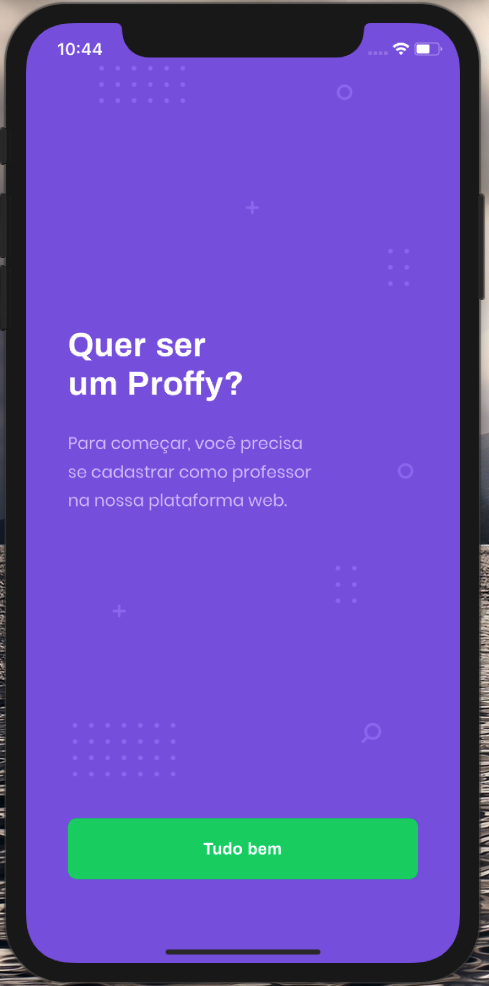 10:44
Quer ser
um Proffy?
Para começar, você precisa
se cadastrar como professor
na nossa plataforma web.
Tudo bem